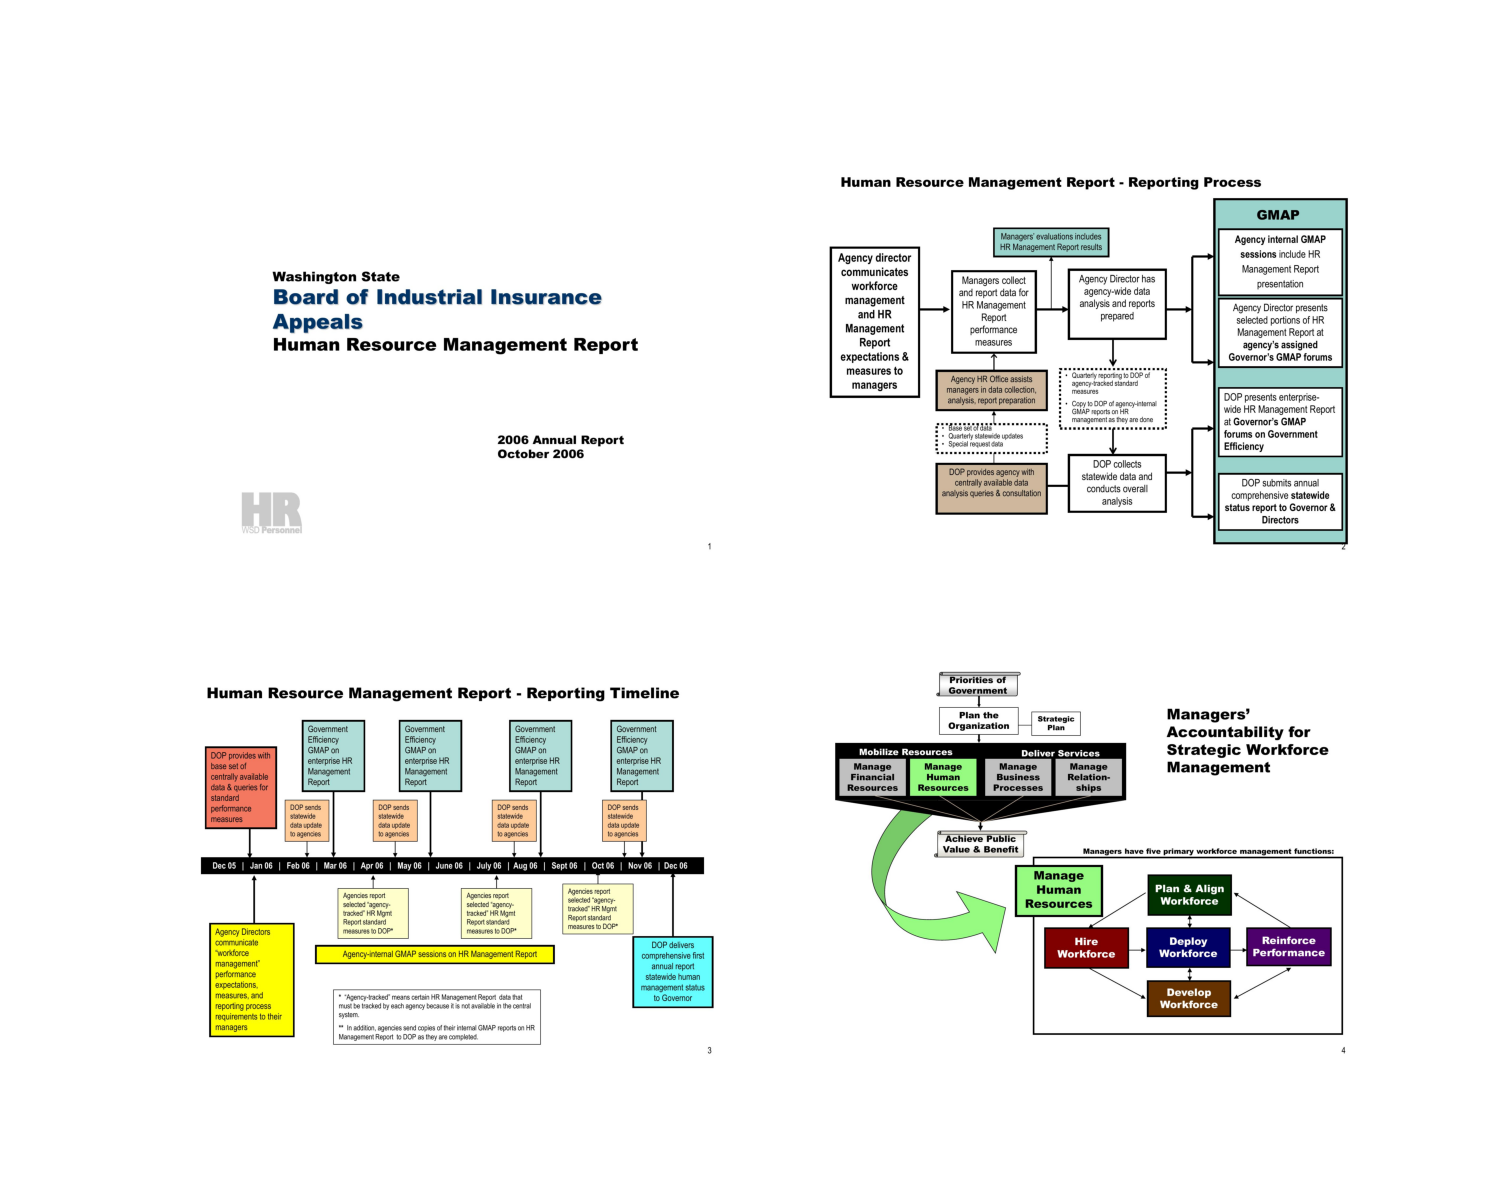 Washington State
Board of Industrial Insurance
Appeals
Human Resource Management Report
2006 Annual Report
October 2006
HR
WSD Personnel
1
Human Resource Management Report - Reporting Process
Agency director
communicates
workforce
management
and HR
Management
Report
expectations &
measures to
managers
Managers' evaluations includes
HR Management Report results
Managers collect
and report data for
HR Management
Report
performance
measures
Agency HR Office assists
managers in data collection,
analysis, report preparation
• Base set of data
• Quarterly statewide updates
• Special request data
DOP provides agency with
centrally available data
analysis queries & consultation
Agency Director has
agency-wide data
analysis and reports
prepared
• Quarterly reporting to DOP of
agency-tracked standard
measures
• Copy to DOP of agency-internal
GMAP reports on HR
management as they are done
DOP collects
statewide data and
conducts overall
analysis
GMAP
Agency internal GMAP
sessions include HR
Management Report
presentation
Agency Director presents
selected portions of HR
Management Report at
agency's assigned
Governor's GMAP forums
DOP presents enterprise-
wide HR Management Report
at Governor's GMAP
forums on Government
Efficiency
DOP submits annual
comprehensive statewide
status report to Governor &
Directors
2
Human Resource Management Report - Reporting Timeline
DOP provides with
base set of
centrally available
data & queries for
standard
performance
measures
Government
Efficiency
GMAP on
enterprise HR
Management
Report
Government
Efficiency
GMAP on
enterprise HR
Management
Report
Government
Efficiency
GMAP on
enterprise HR
Management
Report
Government
Efficiency
GMAP on
enterprise HR
Management
Report
DOP sends
statewide
data update
to agencies
DOP sends
statewide
data update
to agencies
DOP sends
statewide
data update
to agencies
DOP sends
statewide
data update
to agencies
Dec 05 | Jan 06 | Feb 06 | Mar 06 | Apr 06 | May 06 | June 06 | July 06 | Aug 06 | Sept 06 | Oct 06 | Nov 06 | Dec 06
Agency Directors
communicate
"workforce
management"
performance
expectations,
measures, and
reporting process
requirements to their
managers
Agencies report
selected "agency-
tracked" HR Mgmt
Report standard
measures to DOP*
Agencies report
selected "agency-
tracked" HR Mgmt
Report standard
measures to DOP*
Agencies report
selected "agency-
tracked" HR Mgmt
Report standard
measures to DOP*
Agency-internal GMAP sessions on HR Management Report
DOP delivers
comprehensive first
annual report
statewide human
management status
to Governor
* "Agency-tracked" means certain HR Management Report data that
must be tracked by each agency because it is not available in the central
system.
** In addition, agencies send copies of their internal GMAP reports on HR
Management Report to DOP as they are completed.
3
Priorities of
Government
Plan the
Organization
Strategic
Plan
Mobilize Resources
Deliver Services
Manage
Financial
Resources
Manage
Human
Resources
Manage
Business
Processes
Manage
Relation-
ships
Achieve Public
Value & Benefit
Managers'
Accountability for
Strategic Workforce
Management
Managers have five primary workforce management functions:
Manage
Human
Resources
Plan & Align
Workforce
Hire
Workforce
Deploy
Workforce
Reinforce
Performance
Develop
Workforce
4